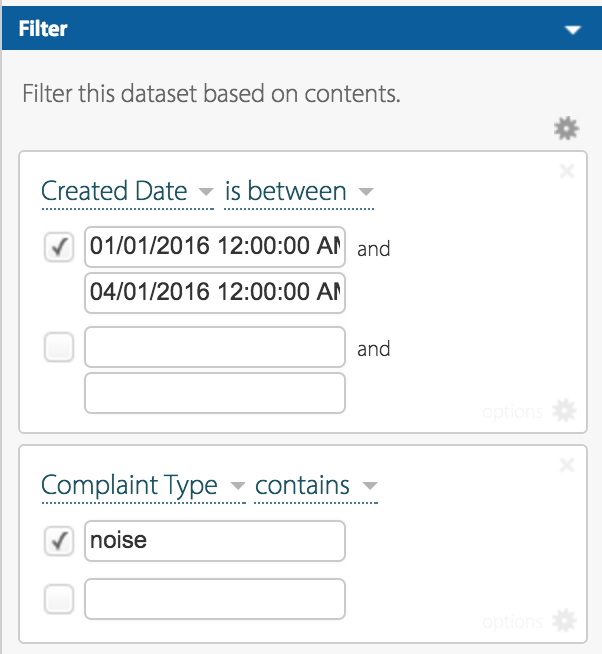 Filter
Filter this dataset based on contents.
Created Date is between
01/01/2016 12:00:00 AM and
04/01/2016 12:00:00 AM
and
options
Complaint Type contains
noise
options